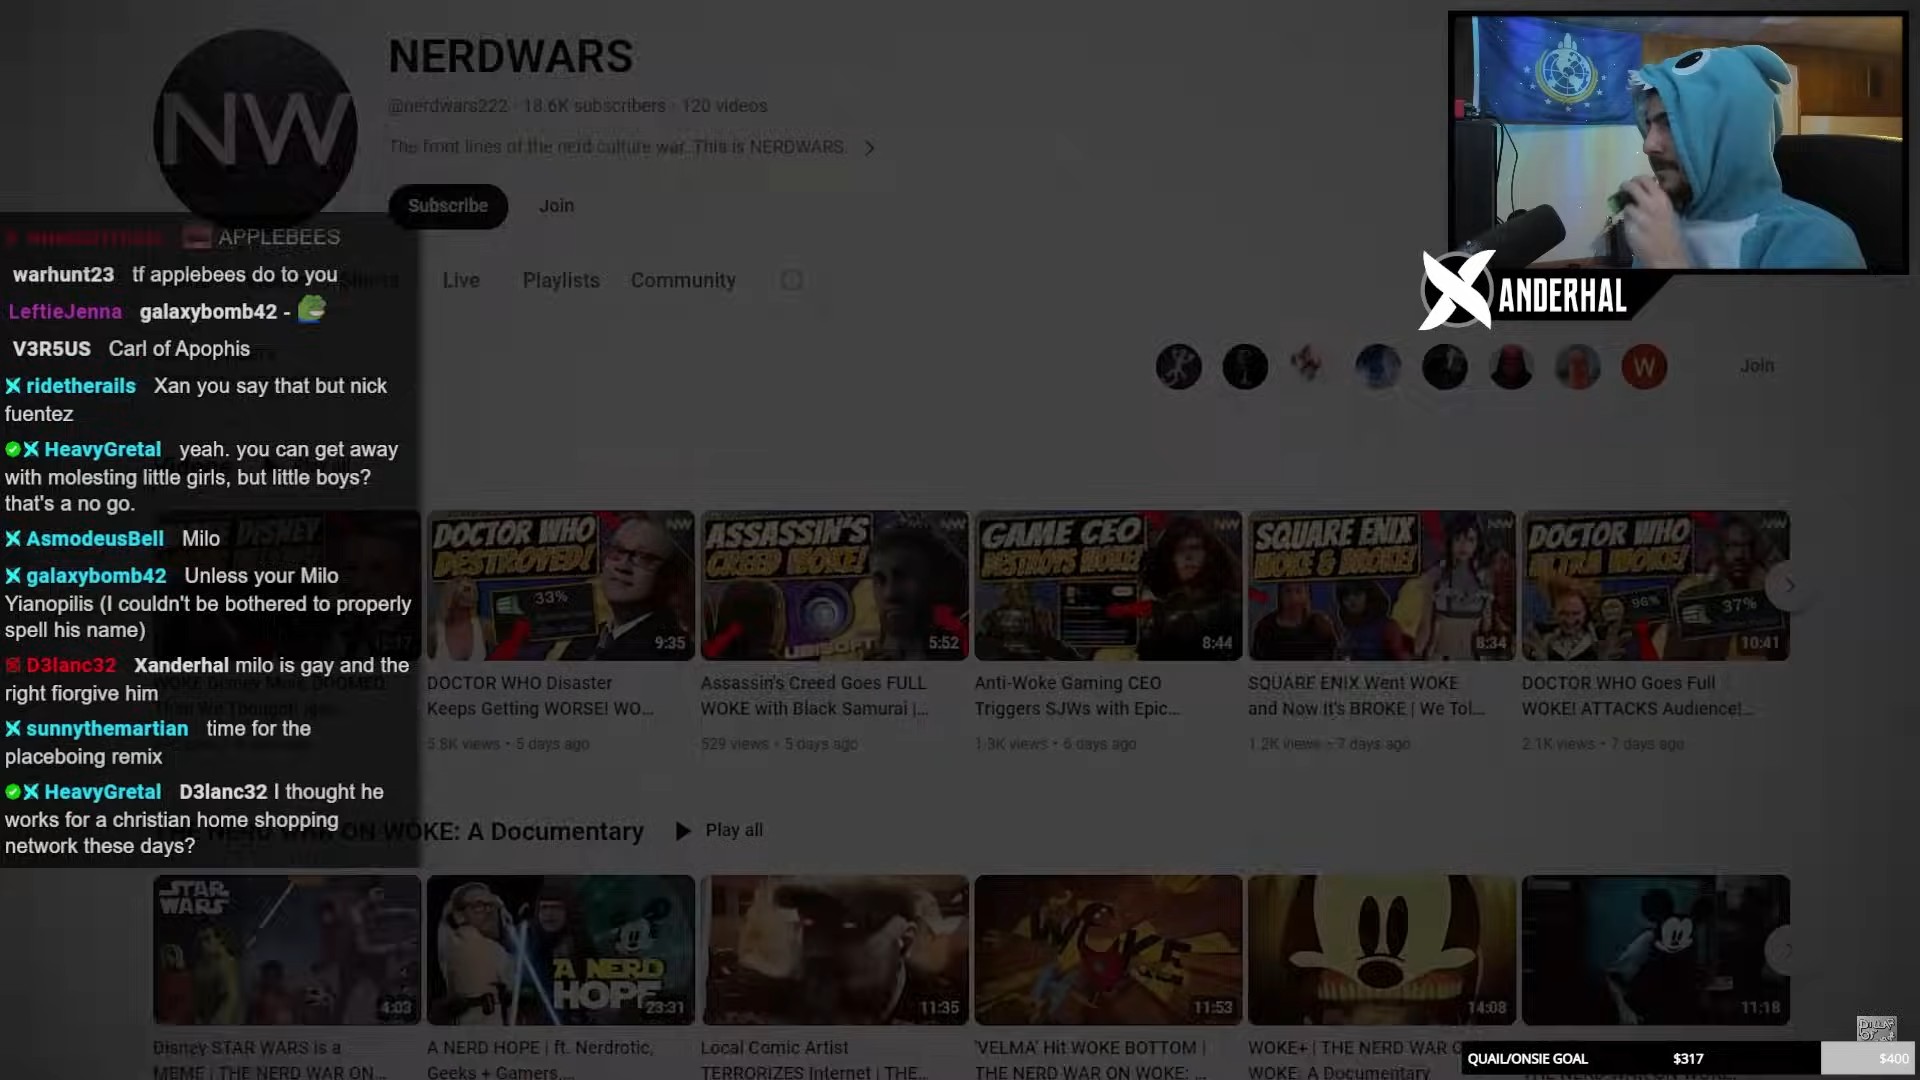 NERDWARS
@nerdwars222 · 18.6K subscribers · 120 videos
The front lines of the nerd culture war. This is NERDWARS.
NW
Subscribe
Join
Live
Playlists
Community
APPLEBEES
warhunt23 tf applebees do to you
LeftieJenna galaxybomb42 -
V3R5US Carl of Apophis
ridetherails Xan you say that but nick
fuentez
HeavyGretal yeah. you can get away
with molesting little girls, but little boys?
that's a no go.
AsmodeusBell Milo
galaxybomb42 Unless your Milo
Yianopilis (I couldn't be bothered to properly
spell his name)
D3lanc32 Xanderhal milo is gay and the
right fiorgive him
sunnythemartian time for the
placeboing remix
HeavyGretal D3lanc32 I thought he
works for a christian home shopping
network these days?
ANDERHAL
W
Join
DISNEY
DOCTOR WHO
DESTROYED!
33%
9:35
ASSASSIN'S
CREED WOKE!
NW
UBISOFT
5:52
GAME CEO
DESTROYS WOKE!
NW
8:44
SQUARE ENIX
WOKE & BROKE!
NW
8:34
DOCTOR WHO
ULTRA WOKE!
NW
96%
37%
10:41
DOCTOR WHO Disaster
Keeps Getting WORSE! WO...
5.8K views • 5 days ago
Assassin's Creed Goes FULL
WOKE with Black Samurai |...
529 views • 5 days ago
Anti-Woke Gaming CEO
Triggers SJWs with Epic...
1.3K views • 6 days ago
SQUARE ENIX Went WOKE
and Now It's BROKE | We Tol...
1.2K views • 7 days ago
DOCTOR WHO Goes Full
WOKE! ATTACKS Audience!...
2.1K views • 7 days ago
ON WOKE: A Documentary
Play all
STAR
WARS
4:03
A NERD
HOPE
23:31
11:35
WOKE
11:53
14:08
11:18
Disney STAR WARS is a
MEME | THE NERD WAR ON...
A NERD HOPE | ft. Nerdrotic,
Geeks + Gamers,...
Local Comic Artist
TERRORIZES Internet | THE...
'VELMA' Hit WOKE BOTTOM |
THE NERD WAR ON WOKE: ...
WOKE+ | THE NERD WAR
WOKE: A Documentary
QUAIL/ONSIE GOAL
$317
$400